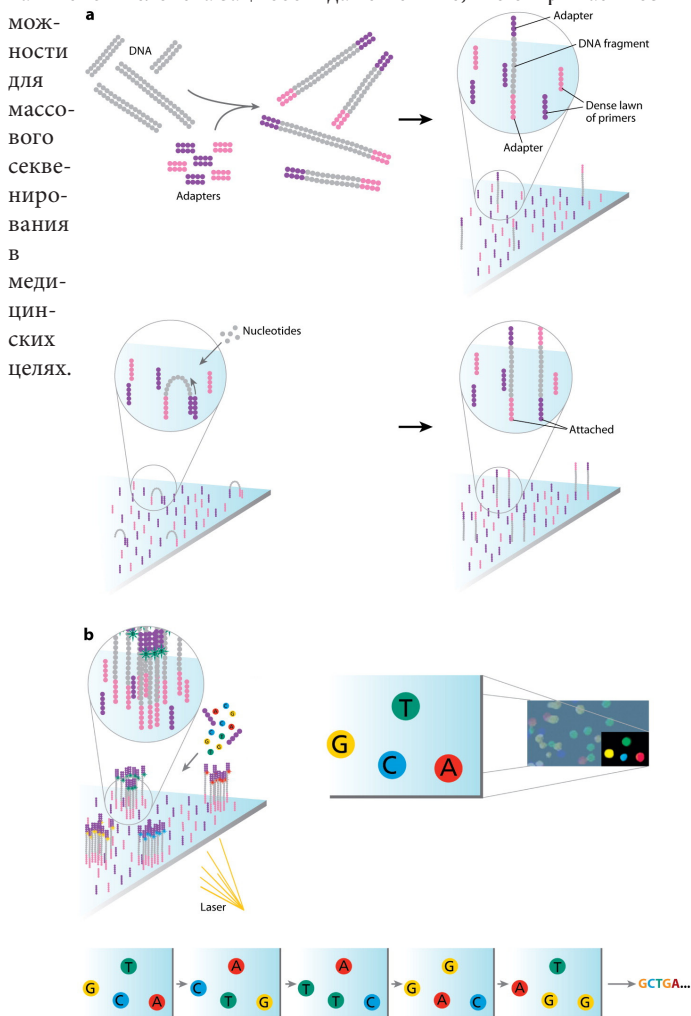 мож-
ности
для
массо-
вого
секве-
ниро-
вания
в
меди-
цин-
ских
целях.
a
DNA
Adapters
Adapter
DNA fragment
Dense lawn
of primers
Adapter
Nucleotides
Attached
b
A C
G
C
G T A
G
T G
Laser
T
G
C
A
T
G
C
A
A
C
T
G
A
T
T
C
G
G
A
C
T
A
G
G
GCTGA...